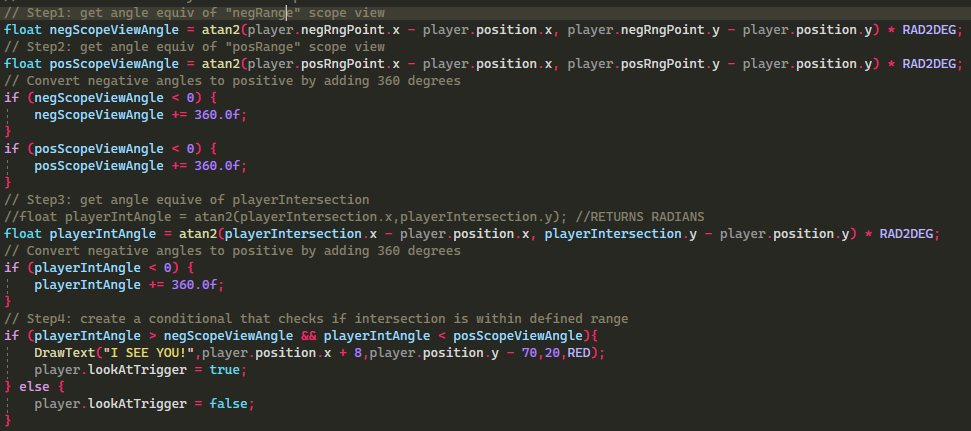 // Step1: get angle equiv of "negRange" scope view
float negScopeViewAngle = atan2(player.negRngPoint.x - player.position.x, player.negRngPoint.y - player.position.y) * RAD2DEG;
// Step2: get angle equiv of "posRange" scope view
float posScopeViewAngle = atan2(player.posRngPoint.x - player.position.x, player.posRngPoint.y - player.position.y) * RAD2DEG;
// Convert negative angles to positive by adding 360 degrees
if (negScopeViewAngle < 0) {
    negScopeViewAngle += 360.0f;
}
if (posScopeViewAngle < 0) {
    posScopeViewAngle += 360.0f;
}
// Step3: get angle equive of playerIntersection
//float playerIntAngle = atan2(playerIntersection.x,playerIntersection.y); //RETURNS RADIANS
float playerIntAngle = atan2(playerIntersection.x - player.position.x, playerIntersection.y - player.position.y) * RAD2DEG;
// Convert negative angles to positive by adding 360 degrees
if (playerIntAngle < 0) {
    playerIntAngle += 360.0f;
}
// Step4: create a conditional that checks if intersection is within defined range
if (playerIntAngle > negScopeViewAngle && playerIntAngle < posScopeViewAngle){
    DrawText("I SEE YOU!",player.position.x + 8,player.position.y - 70,20,RED);
    player.lookAtTrigger = true;
} else {
    player.lookAtTrigger = false;
}